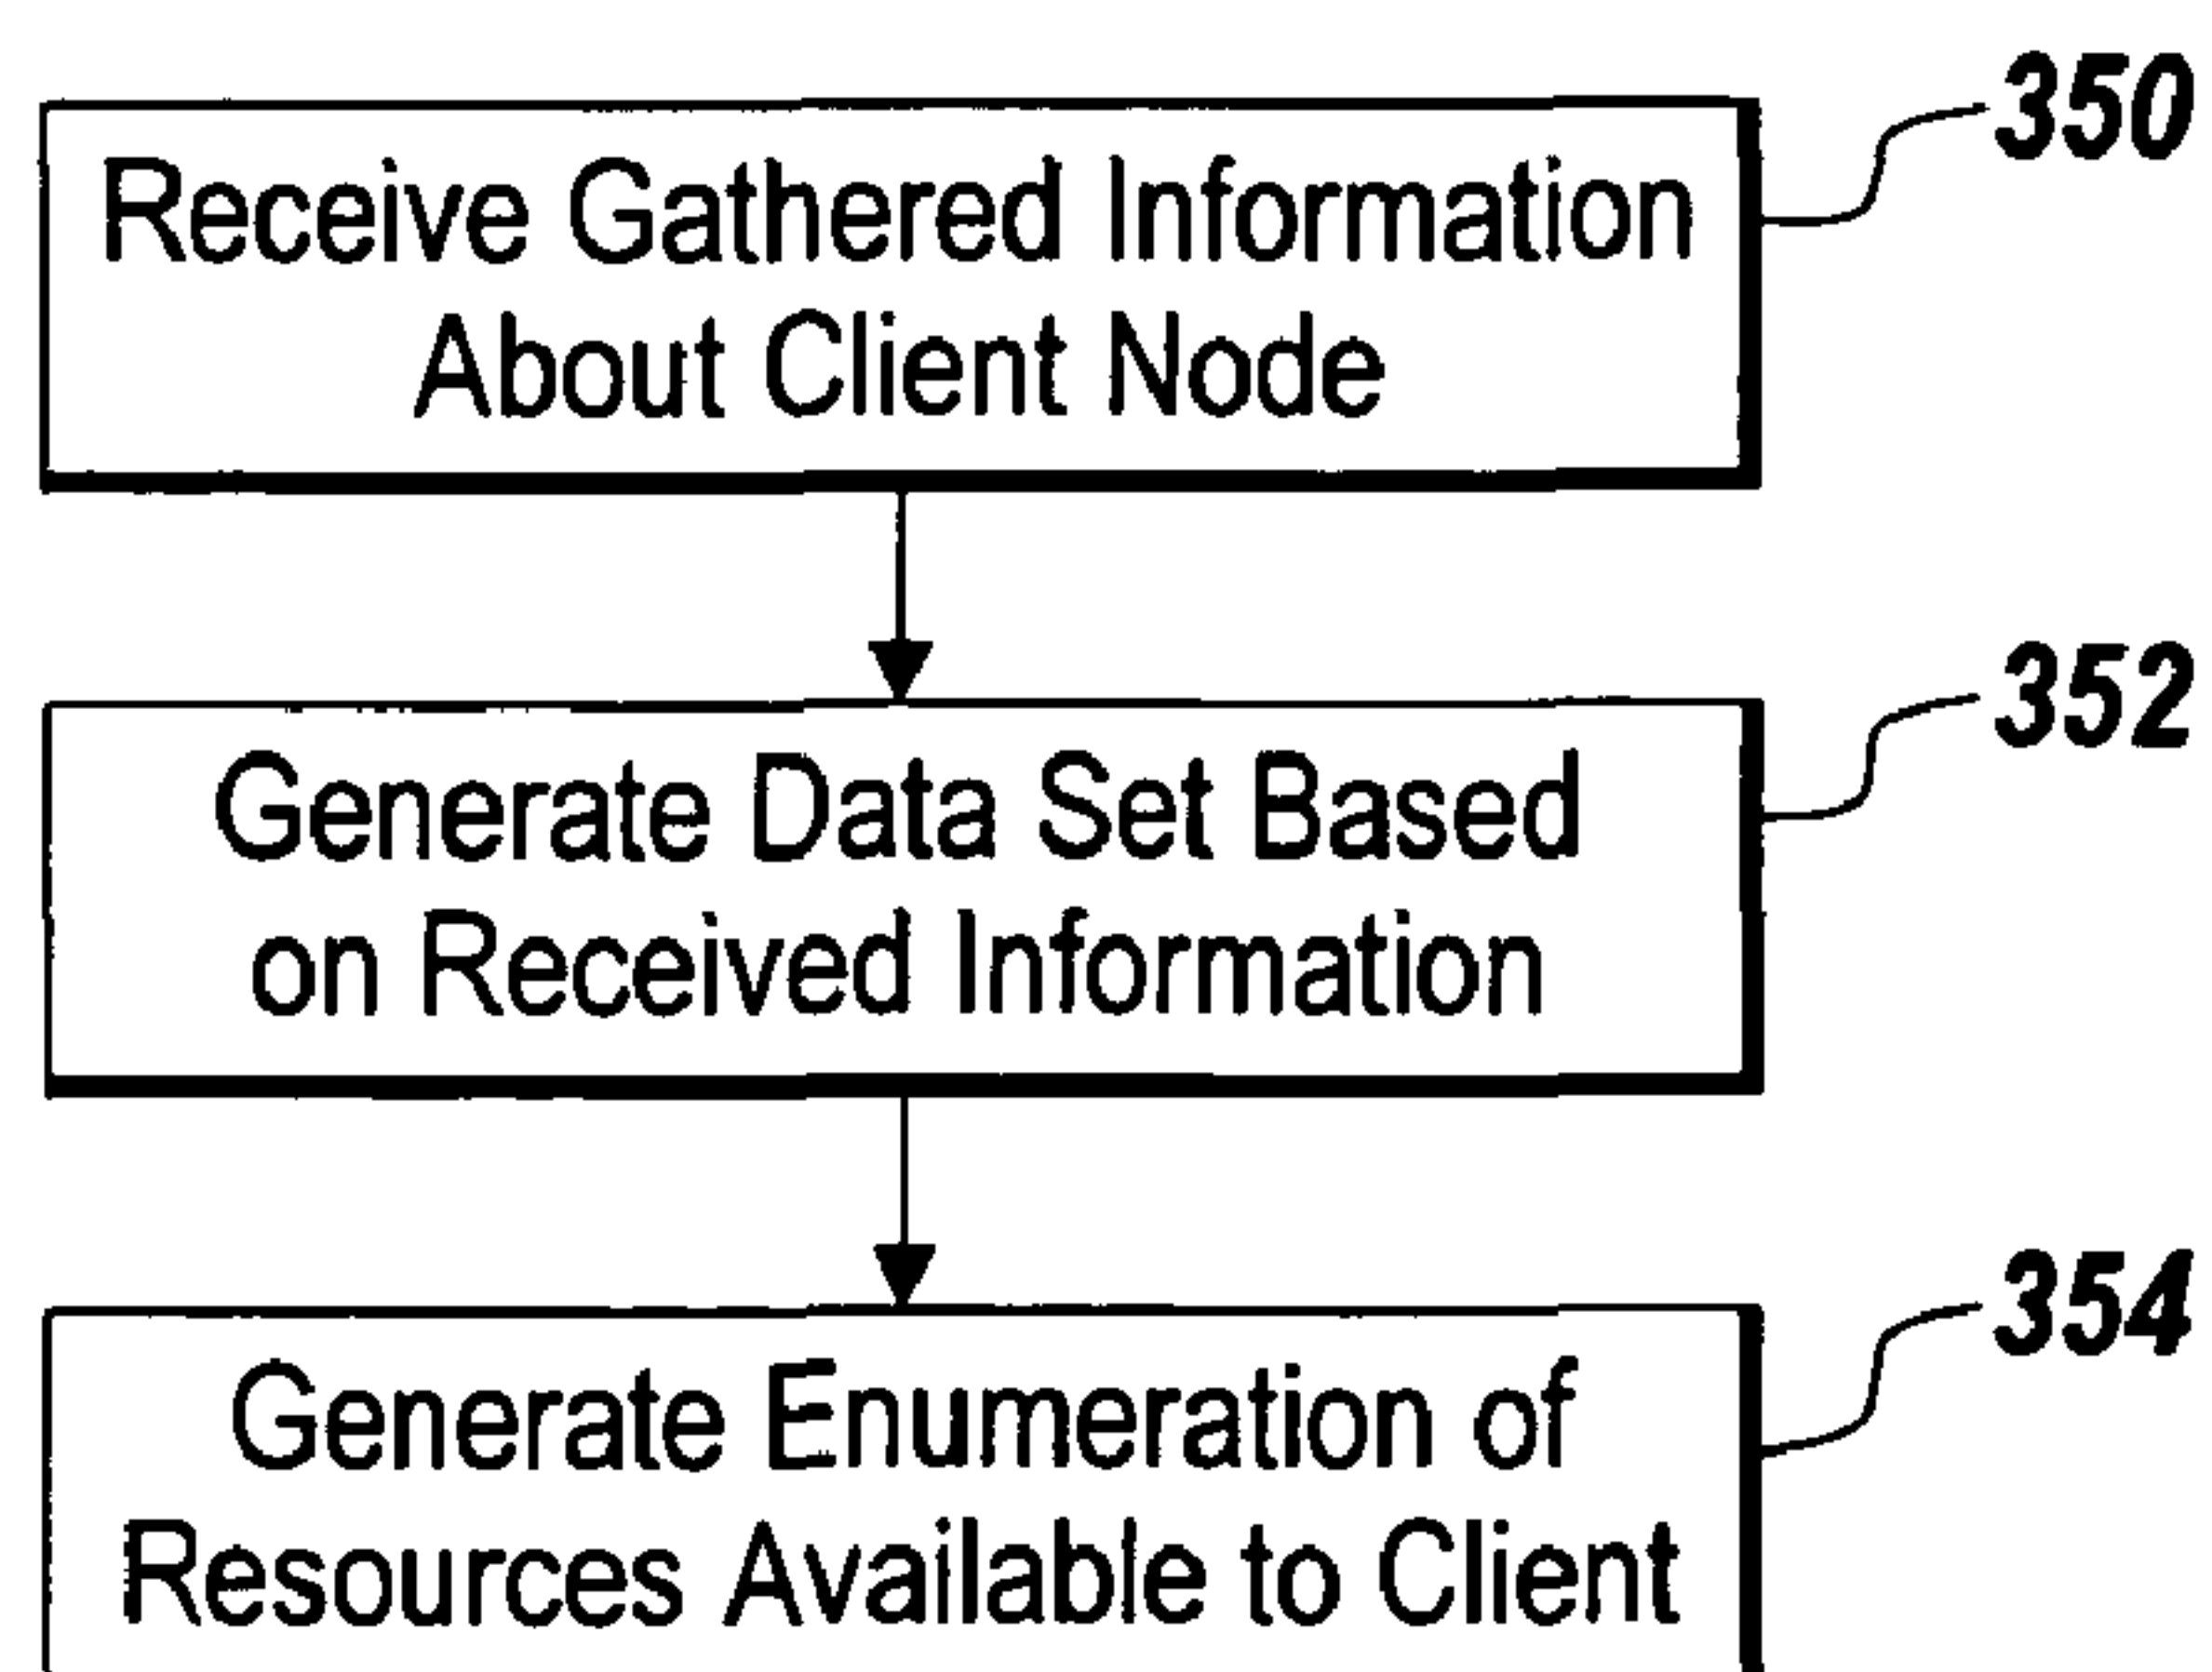 350
Receive Gathered Information
About Client Node
352
Generate Data Set Based
on Received Information
354
Generate Enumeration of
Resources Available to Client